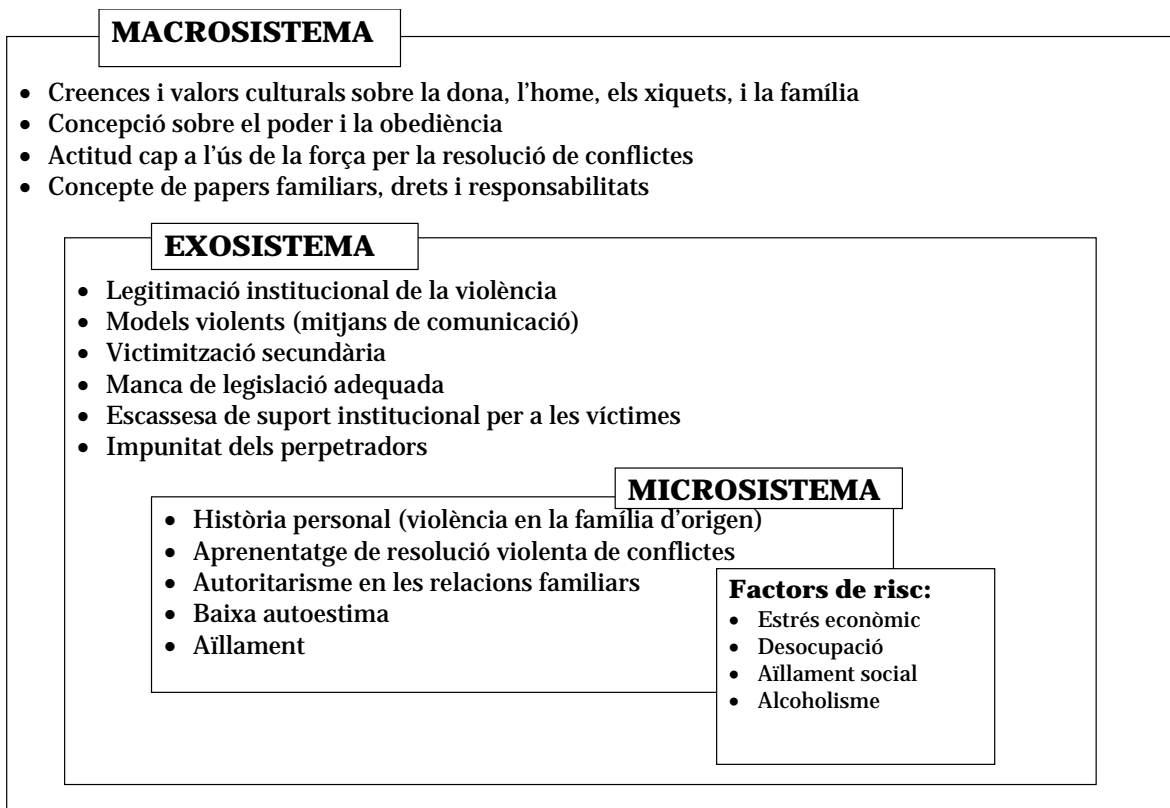 MACROSISTEMA
• Creences i valors culturals sobre la dona, l'home, els xiquets, i la família
• Concepció sobre el poder i la obediència
• Actitud cap a l'ús de la força per la resolució de conflictes
• Concepte de papers familiars, drets i responsabilitats
EXOSISTEMA
• Legitimació institucional de la violència
• Models violents (mitjans de comunicació)
• Victimització secundària
• Manca de legislació adequada
• Escassesa de suport institucional per a les víctimes
• Impunitat dels perpetradors
MICROSISTEMA
• Història personal (violència en la família d'origen)
• Aprenentatge de resolució violenta de conflictes
• Autoritarisme en les relacions familiars
• Baixa autoestima
• Aïllament
Factors de risc:
• Estrés econòmic
• Desocupació
• Aïllament social
• Alcoholisme